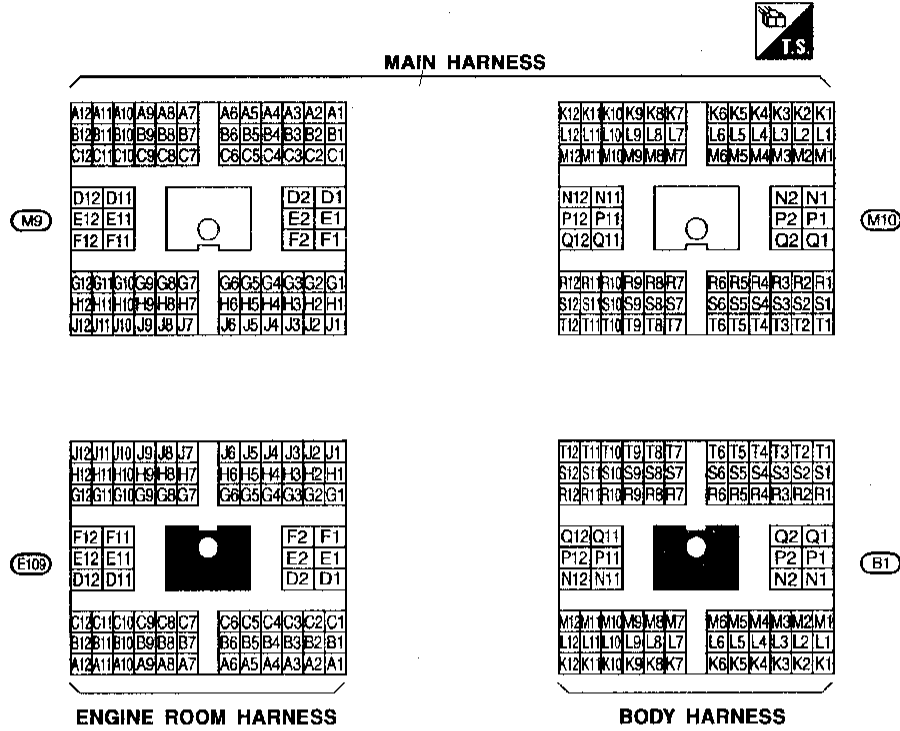 T.S.
MAIN HARNESS
A12 A11 A10 A9 A8 A7 A6 A5 A4 A3 A2 A1
B12 B11 B10 B9 B8 B7 B6 B5 B4 B3 B2 B1
C12 C11 C10 C9 C8 C7 C6 C5 C4 C3 C2 C1
D12 D11 D2 D1
M9 E12 E11 E2 E1
F12 F11 F2 F1
G12 G11 G10 G9 G8 G7 G6 G5 G4 G3 G2 G1
H12 H11 H10 H9 H8 H7 H6 H5 H4 H3 H2 H1
J12 J11 J10 J9 J8 J7 J6 J5 J4 J3 J2 J1
K12 K11 K10 K9 K8 K7 K6 K5 K4 K3 K2 K1
L12 L11 L10 L9 L8 L7 L6 L5 L4 L3 L2 L1
M12 M11 M10 M9 M8 M7 M6 M5 M4 M3 M2 M1
N12 N11 N2 N1
P12 P11 P2 P1 M10
Q12 Q11 Q2 Q1
R12 R11 R10 R9 R8 R7 R6 R5 R4 R3 R2 R1
S12 S11 S10 S9 S8 S7 S6 S5 S4 S3 S2 S1
T12 T11 T10 T9 T8 T7 T6 T5 T4 T3 T2 T1
J12 J11 J10 J9 J8 J7 J6 J5 J4 J3 J2 J1
H12 H11 H10 H9 H8 H7 H6 H5 H4 H3 H2 H1
G12 G11 G10 G9 G8 G7 G6 G5 G4 G3 G2 G1
F12 F11 F2 F1
E109 E12 E11 E2 E1
D12 D11 D2 D1
C12 C11 C10 C9 C8 C7 C6 C5 C4 C3 C2 C1
B12 B11 B10 B9 B8 B7 B6 B5 B4 B3 B2 B1
A12 A11 A10 A9 A8 A7 A6 A5 A4 A3 A2 A1
ENGINE ROOM HARNESS
T12 T11 T10 T9 T8 T7 T6 T5 T4 T3 T2 T1
S12 S11 S10 S9 S8 S7 S6 S5 S4 S3 S2 S1
R12 R11 R10 R9 R8 R7 R6 R5 R4 R3 R2 R1
Q12 Q11 Q2 Q1
P12 P11 P2 P1 B1
N12 N11 N2 N1
M12 M11 M10 M9 M8 M7 M6 M5 M4 M3 M2 M1
L12 L11 L10 L9 L8 L7 L6 L5 L4 L3 L2 L1
K12 K11 K10 K9 K8 K7 K6 K5 K4 K3 K2 K1
BODY HARNESS